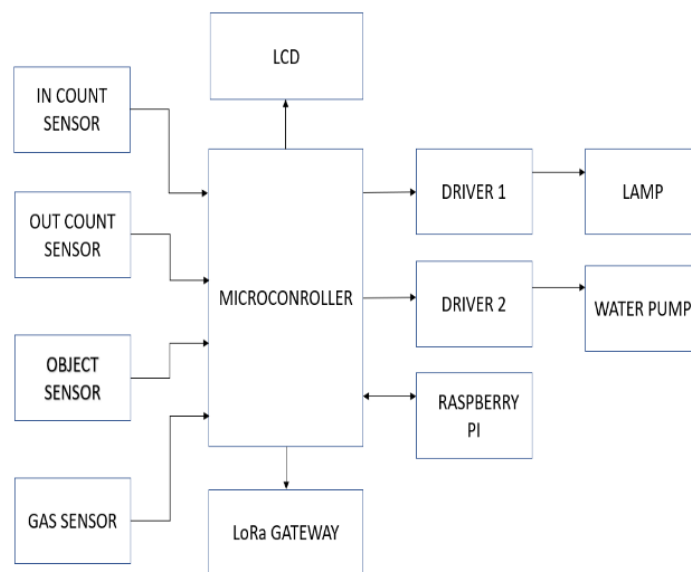 LCD
IN COUNT
SENSOR
OUT COUNT
SENSOR
OBJECT
SENSOR
GAS SENSOR
MICROCONROLLER
DRIVER 1
LAMP
DRIVER 2
WATER PUMP
RASPBERRY
PI
LoRa GATEWAY